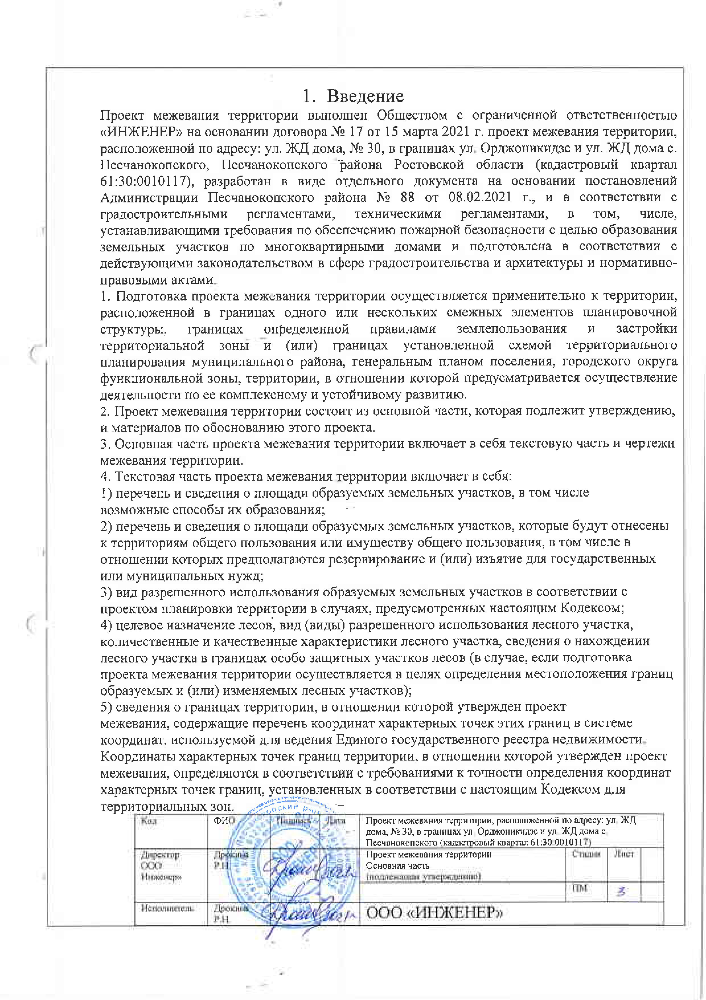 1. Введение
Проект межевания территории выполнен Обществом с ограниченной ответственностью
«ИНЖЕНЕР» на основании договора № 17 от 15 марта 2021 г. проект межевания территории,
расположенной по адресу: ул. ЖД дома, № 30, в границах ул. Орджоникидзе и ул. ЖД дома с.
Песчанокопского, Песчанокопского района Ростовской области (кадастровый квартал
61:30:0010117), разработан в виде отдельного документа на основании постановлений
Администрации Песчанокопского района № 88 от 08.02.2021 г., и в соответствии с
градостроительными регламентами, техническими регламентами, в том, числе,
устанавливающими требования по обеспечению пожарной безопасности с целью образования
земельных участков по многоквартирными домами и подготовлена в соответствии с
действующими законодательством в сфере градостроительства и архитектуры и нормативно-
правовыми актами.
1. Подготовка проекта межевания территории осуществляется применительно к территории,
расположенной в границах одного или нескольких смежных элементов планировочной
структуры, границах определенной правилами землепользования и застройки
территориальной зоны и (или) границах установленной схемой территориального
планирования муниципального района, генеральным планом поселения, городского округа
функциональной зоны, территории, в отношении которой предусматривается осуществление
деятельности по ее комплексному и устойчивому развитию.
2. Проект межевания территории состоит из основной части, которая подлежит утверждению,
и материалов по обоснованию этого проекта.
3. Основная часть проекта межевания территории включает в себя текстовую часть и чертежи
межевания территории.
4. Текстовая часть проекта межевания территории включает в себя:
1) перечень и сведения о площади образуемых земельных участков, в том числе
возможные способы их образования;
2) перечень и сведения о площади образуемых земельных участков, которые будут отнесены
к территориям общего пользования или имуществу общего пользования, в том числе в
отношении которых предполагаются резервирование и (или) изъятие для государственных
или муниципальных нужд;
3) вид разрешенного использования образуемых земельных участков в соответствии с
проектом планировки территории в случаях, предусмотренных настоящим Кодексом;
4) целевое назначение лесов, вид (виды) разрешенного использования лесного участка,
количественные и качественные характеристики лесного участка, сведения о нахождении
лесного участка в границах особо защитных участков лесов (в случае, если подготовка
проекта межевания территории осуществляется в целях определения местоположения границ
образуемых и (или) изменяемых лесных участков);
5) сведения о границах территории, в отношении которой утвержден проект
межевания, содержащие перечень координат характерных точек этих границ в системе
координат, используемой для ведения Единого государственного реестра недвижимости.
Координаты характерных точек границ территории, в отношении которой утвержден проект
межевания, определяются в соответствии с требованиями к точности определения координат
характерных точек границ, установленных в соответствии с настоящим Кодексом для
территориальных зон.
Код ФИО Подпись Дата Проект межевания территории, расположенной по адресу: ул. ЖД
дома, № 30, в границах ул. Орджоникидзе и ул. ЖД дома с.
Песчанокопского (кадастровый квартал 61:30:0010117)
Директор Дрокина Проект межевания территории Стадия Лист
ООО Р.Н. Основная часть
Инженер» (подлежащая утверждению)
ПМ 3
Исполнитель Дрокина ООО «ИНЖЕНЕР»
Р.Н.